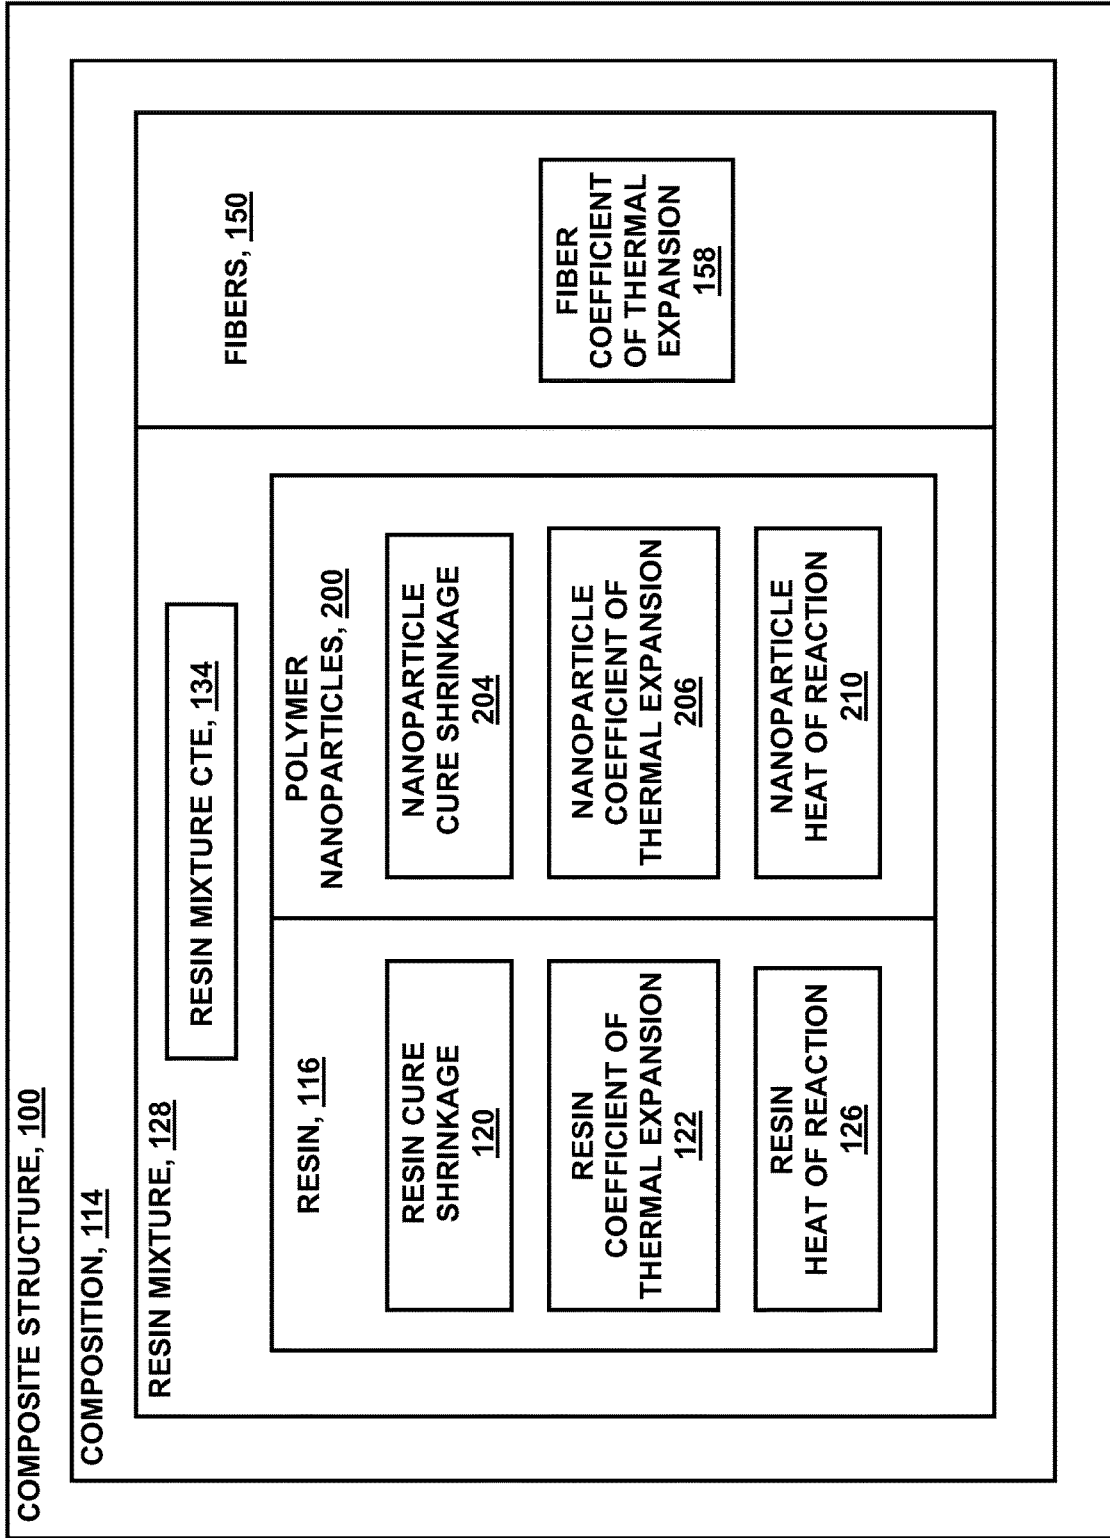 COMPOSITE STRUCTURE, 100
COMPOSITION, 114
RESIN MIXTURE, 128
RESIN MIXTURE CTE, 134
RESIN, 116
RESIN CURE
SHRINKAGE
120
RESIN
COEFFICIENT OF
THERMAL EXPANSION
122
RESIN
HEAT OF REACTION
126
POLYMER
NANOPARTICLES, 200
NANOPARTICLE
CURE SHRINKAGE
204
NANOPARTICLE
COEFFICIENT OF
THERMAL EXPANSION
206
NANOPARTICLE
HEAT OF REACTION
210
FIBERS, 150
FIBER
COEFFICIENT
OF THERMAL
EXPANSION
158